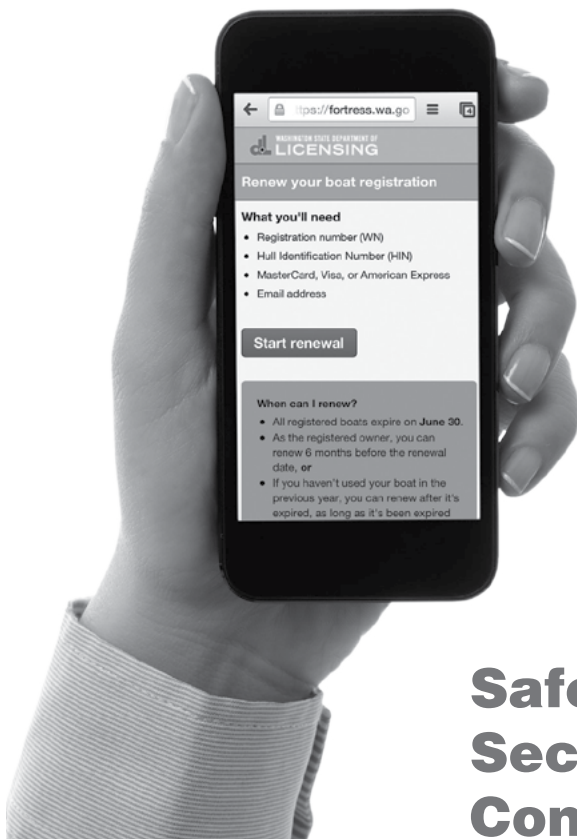 tps://fortress.wa.go
4
WASHINGTON STATE DEPARTMENT OF
dol LICENSING
Renew your boat registration
What you'll need
• Registration number (WN)
• Hull Identification Number (HIN)
• MasterCard, Visa, or American Express
• Email address
Start renewal
When can I renew?
• All registered boats expire on June 30.
• As the registered owner, you can
renew 6 months before the renewal
date, or
• If you haven't used your boat in the
previous year, you can renew after it's
expired, as long as it's been expired
Safe
Sec
Con